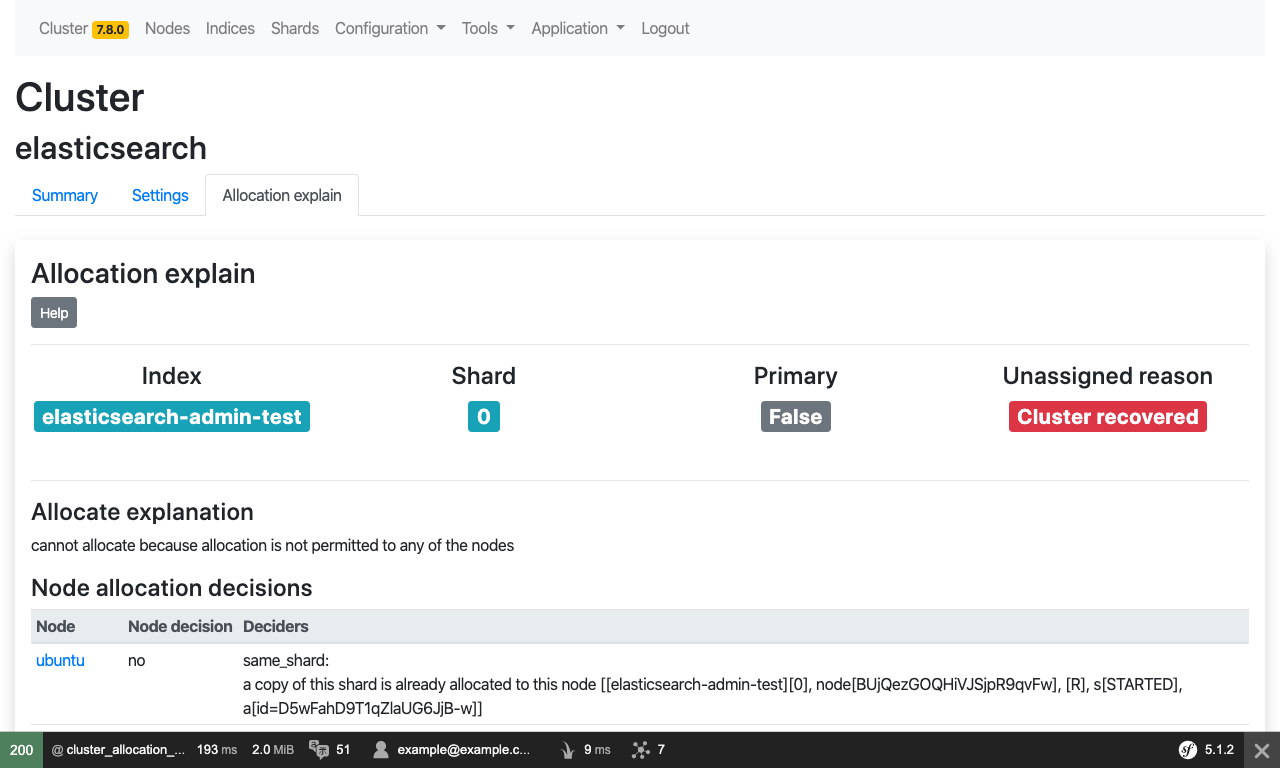 Cluster 7.8.0 Nodes Indices Shards Configuration Tools Application Logout
Cluster
elasticsearch
Summary Settings Allocation explain
Allocation explain
Help
Index Shard Primary Unassigned reason
elasticsearch-admin-test 0 False Cluster recovered
Allocate explanation
cannot allocate because allocation is not permitted to any of the nodes
Node allocation decisions
Node Node decision Deciders
ubuntu no same_shard:
a copy of this shard is already allocated to this node [[elasticsearch-admin-test][0], node[BUjQezGOQHiVJSjpR9qvFw], [R], s[STARTED],
a[id=D5wFahD9T1qZlaUG6JjB-w]]
200 @ cluster_allocation_... 193 ms 2.0 MiB 51 example@example.c... 9 ms 7 sf 5.1.2